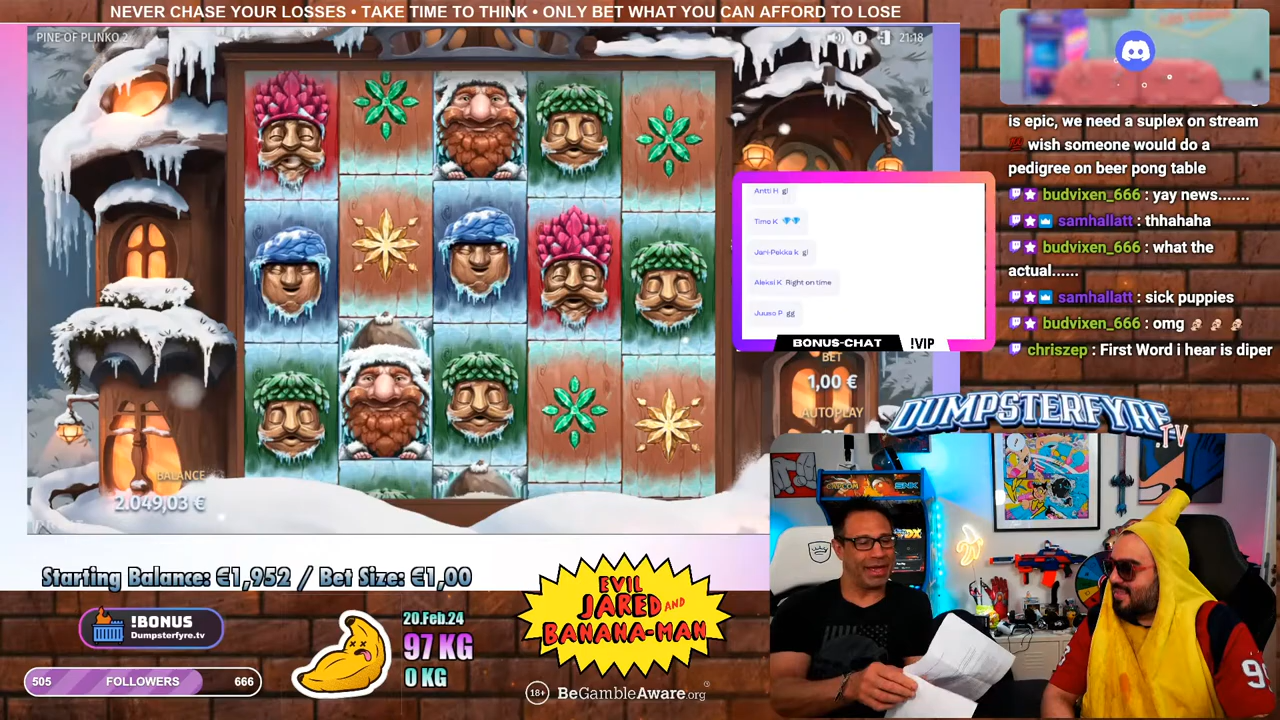 NEVER CHASE YOUR LOSSES • TAKE TIME TO THINK • ONLY BET WHAT YOU CAN AFFORD TO LOSE
PINE OF PLINKO 2
21:18
BALANCE
2.049,03 €
Antti H gl
Timo K 💎💎
Jari-Pekka k gl
Aleksi K Right on time
Juuso P gg
BONUS-CHAT
!VIP
BET
1,00 €
AUTOPLAY
is epic, we need a suplex on stream
💯 wish someone would do a
pedigree on beer pong table
budvixen_666 : yay news.......
samhallatt : thhahaha
budvixen_666 : what the
actual......
samhallatt : sick puppies
budvixen_666 : omg
chriszep : First Word i hear is diper
DUMPSTERFYRE
.TV
Starting Balance: €1,952 / Bet Size: €1,00
!BONUS
Dumpsterfyre.tv
505 FOLLOWERS 666
20.Feb.24
97 KG
0 KG
EVIL
JARED AND
BANANA-MAN
18+ BeGambleAware.org
CAPCOM
SNK